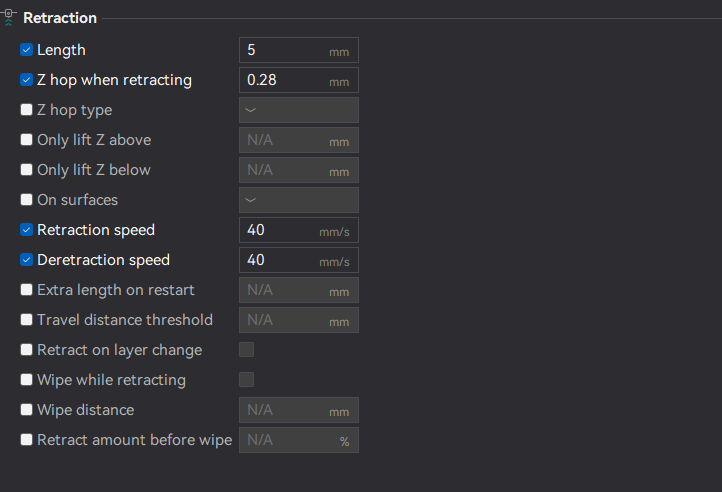 Retraction
Length 5 mm
Z hop when retracting 0.28 mm
Z hop type
Only lift Z above N/A mm
Only lift Z below N/A mm
On surfaces
Retraction speed 40 mm/s
Deretraction speed 40 mm/s
Extra length on restart N/A mm
Travel distance threshold N/A mm
Retract on layer change
Wipe while retracting
Wipe distance N/A mm
Retract amount before wipe N/A %